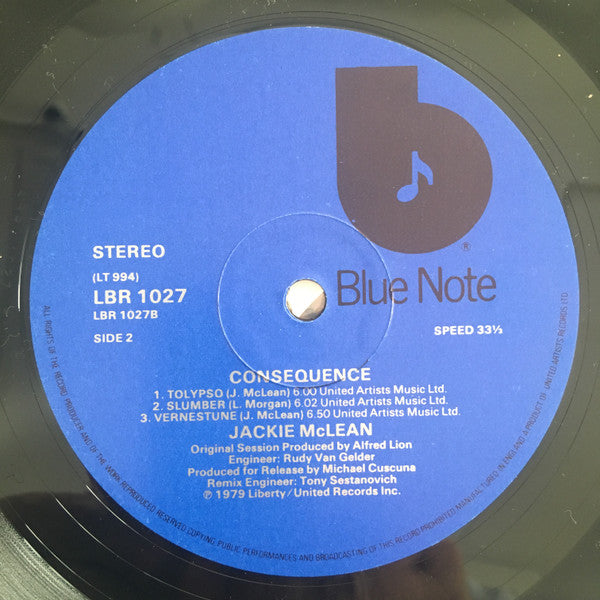 STEREO
(LT 994)
LBR 1027
LBR 1027B
SIDE 2
®
Blue Note
SPEED 33⅓
CONSEQUENCE
1. TOLYPSO (J. McLean) 6.00 United Artists Music Ltd.
2. SLUMBER (L. Morgan) 6.02 United Artists Music Ltd.
3. VERNESTUNE (J. McLean) 6.50 United Artists Music Ltd.
JACKIE McLEAN
Original Session Produced by Alfred Lion
Engineer: Rudy Van Gelder
Produced for Release by Michael Cuscuna
Remix Engineer: Tony Sestanovich
℗ 1979 Liberty/United Records Inc.
ALL RIGHTS OF THE RECORD PRODUCER AND OF THE OWNER OF THE WORK REPRODUCED RESERVED COPYING PUBLIC PERFORMANCES AND BROADCASTING OF THIS RECORD PROHIBITED MANUFACTURED IN ENGLAND A PRODUCT OF UNITED ARTISTS RECORDS LTD